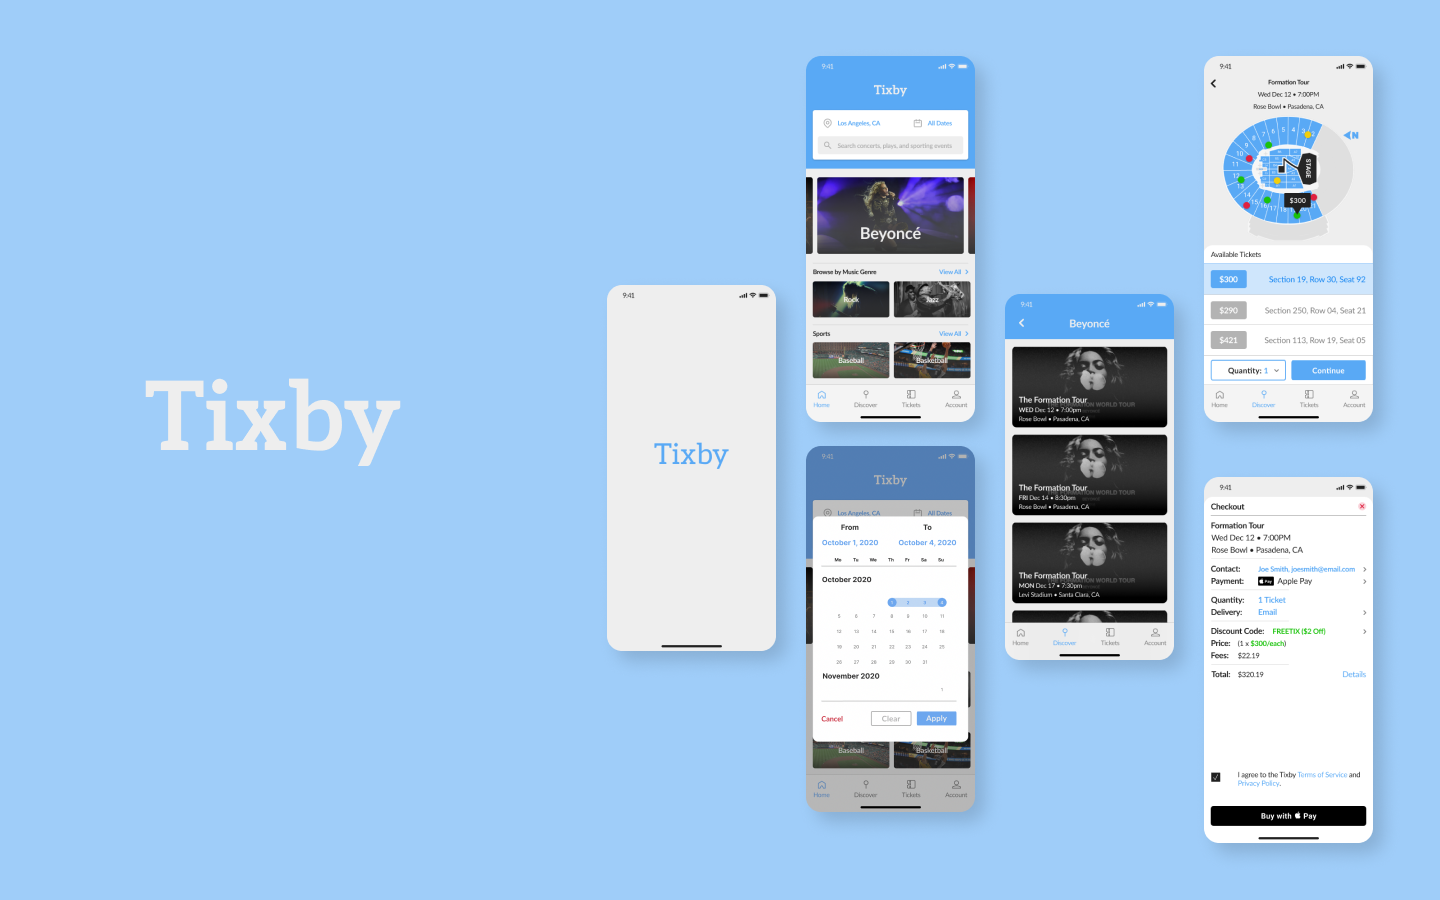 Tixby
9:41
Tixby
9:41
Tixby
Los Angeles, CA
All Dates
Search concerts, plays, and sporting events
Beyoncé
Browse by Music Genre
View All
Rock
Jazz
Sports
View All
Baseball
Basketball
Home
Discover
Tickets
Account
9:41
Tixby
Los Angeles, CA
All Dates
From
To
October 1, 2020
October 4, 2020
Mo Tu We Th Fr Sa Su
October 2020
1 2 3 4
5 6 7 8 9 10 11
12 13 14 15 16 17 18
19 20 21 22 23 24 25
26 27 28 29 30 31
November 2020
1
Cancel
Clear
Apply
Baseball
Basketball
Home
Discover
Tickets
Account
9:41
Beyoncé
The Formation Tour
WED Dec 12 • 7:00pm
Rose Bowl • Pasadena, CA
The Formation Tour
FRI Dec 14 • 8:30pm
Rose Bowl • Pasadena, CA
The Formation Tour
MON Dec 17 • 7:30pm
Levi Stadium • Santa Clara, CA
Home
Discover
Tickets
Account
9:41
Formation Tour
Wed Dec 12 • 7:00PM
Rose Bowl • Pasadena, CA
N
STAGE
$300
Available Tickets
$300
Section 19, Row 30, Seat 92
$290
Section 250, Row 04, Seat 21
$421
Section 113, Row 19, Seat 05
Quantity: 1
Continue
Home
Discover
Tickets
Account
9:41
Checkout
Formation Tour
Wed Dec 12 • 7:00PM
Rose Bowl • Pasadena, CA
Contact: Joe Smith, joesmith@email.com
Payment: Pay Apple Pay
Quantity: 1 Ticket
Delivery: Email
Discount Code: FREETIX ($2 Off)
Price: (1 x $300/each)
Fees: $22.19
Total: $320.19
Details
I agree to the Tixby Terms of Service and
Privacy Policy.
Buy with Pay